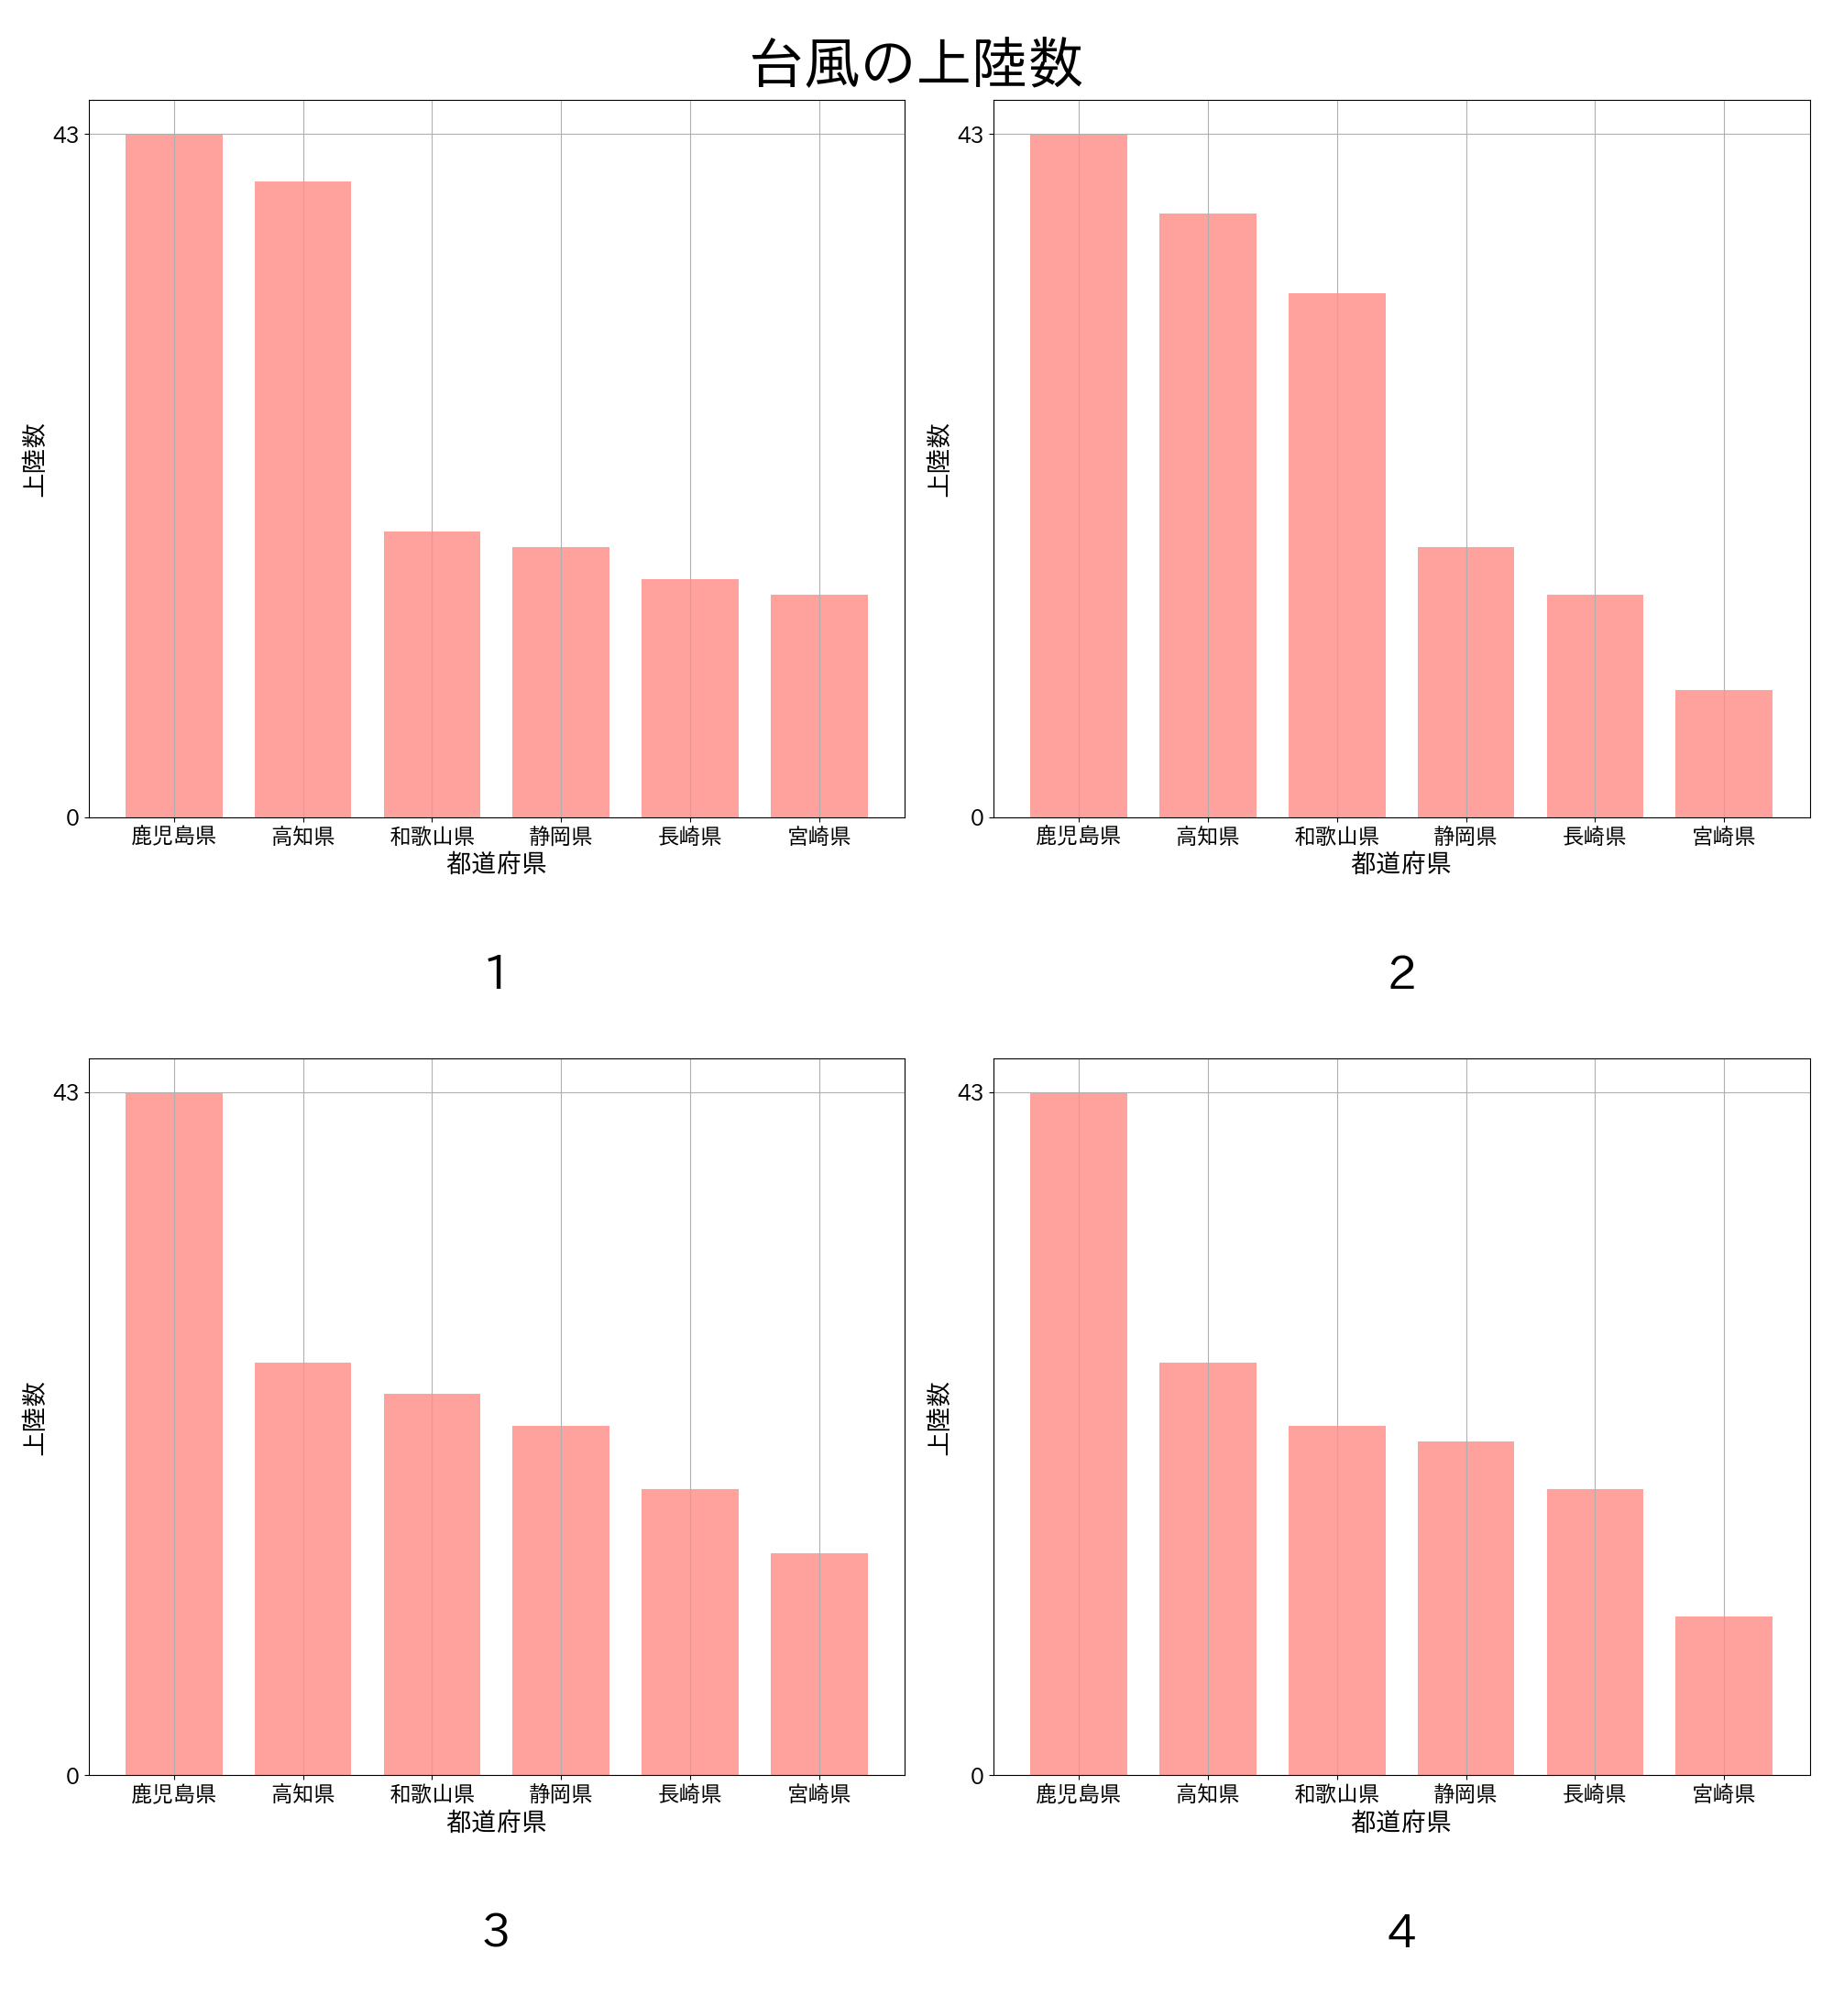 台風の上陸数
43
0
上陸数
鹿児島県 高知県 和歌山県 静岡県 長崎県 宮崎県
都道府県
1
43
0
上陸数
鹿児島県 高知県 和歌山県 静岡県 長崎県 宮崎県
都道府県
2
43
0
上陸数
鹿児島県 高知県 和歌山県 静岡県 長崎県 宮崎県
都道府県
3
43
0
上陸数
鹿児島県 高知県 和歌山県 静岡県 長崎県 宮崎県
都道府県
4